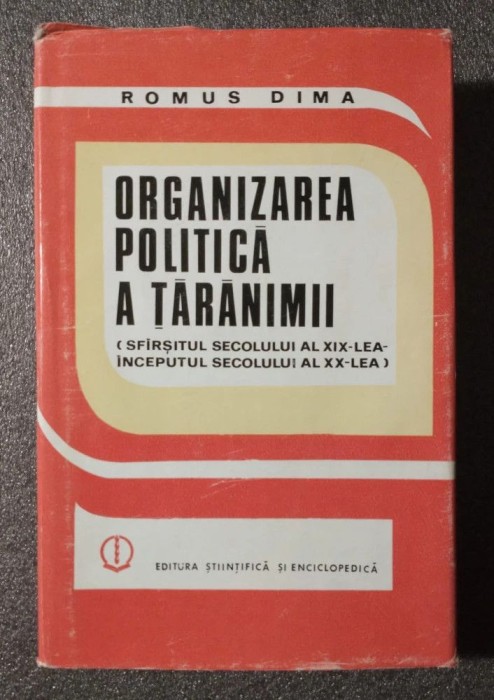 ROMUS DIMA
ORGANIZAREA
POLITICĂ
A ȚĂRĂNIMII
(SFÎRȘITUL SECOLULUI AL XIX-LEA-
ÎNCEPUTUL SECOLULUI AL XX-LEA)
EDITURA ȘTIINȚIFICĂ ȘI ENCICLOPEDICĂ